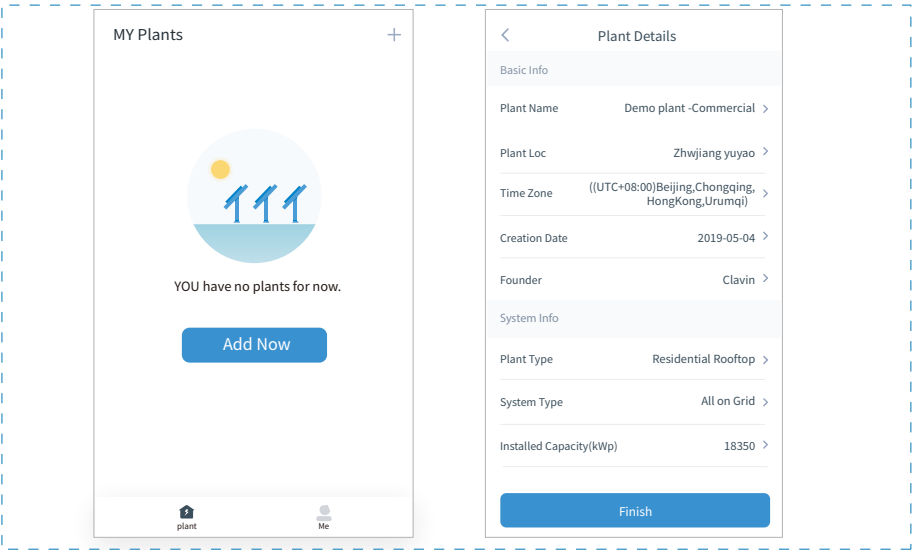 MY Plants
YOU have no plants for now.
Add Now
plant
Me
Plant Details
Basic Info
Plant Name Demo plant -Commercial
Plant Loc Zhwjiang yuyao
Time Zone ((UTC+08:00)Beijing,Chongqing,
HongKong,Urumqi)
Creation Date 2019-05-04
Founder Clavin
System Info
Plant Type Residential Rooftop
System Type All on Grid
Installed Capacity(kWp) 18350
Finish